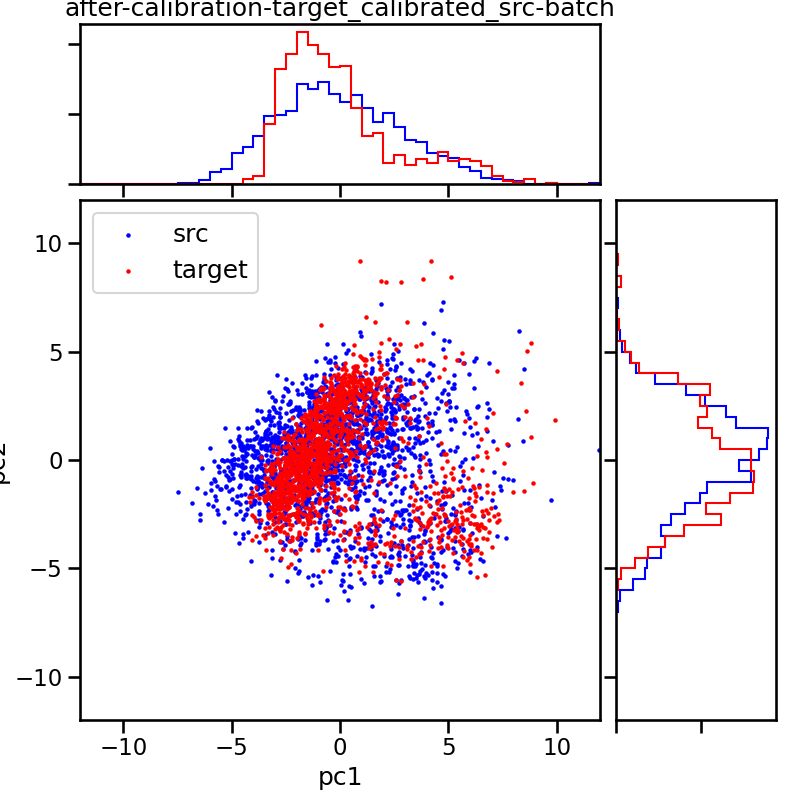 after-calibration-target_calibrated_src-batch
src
target
10
5
0
−5
−10
pc2
−10
−5
0
5
10
pc1